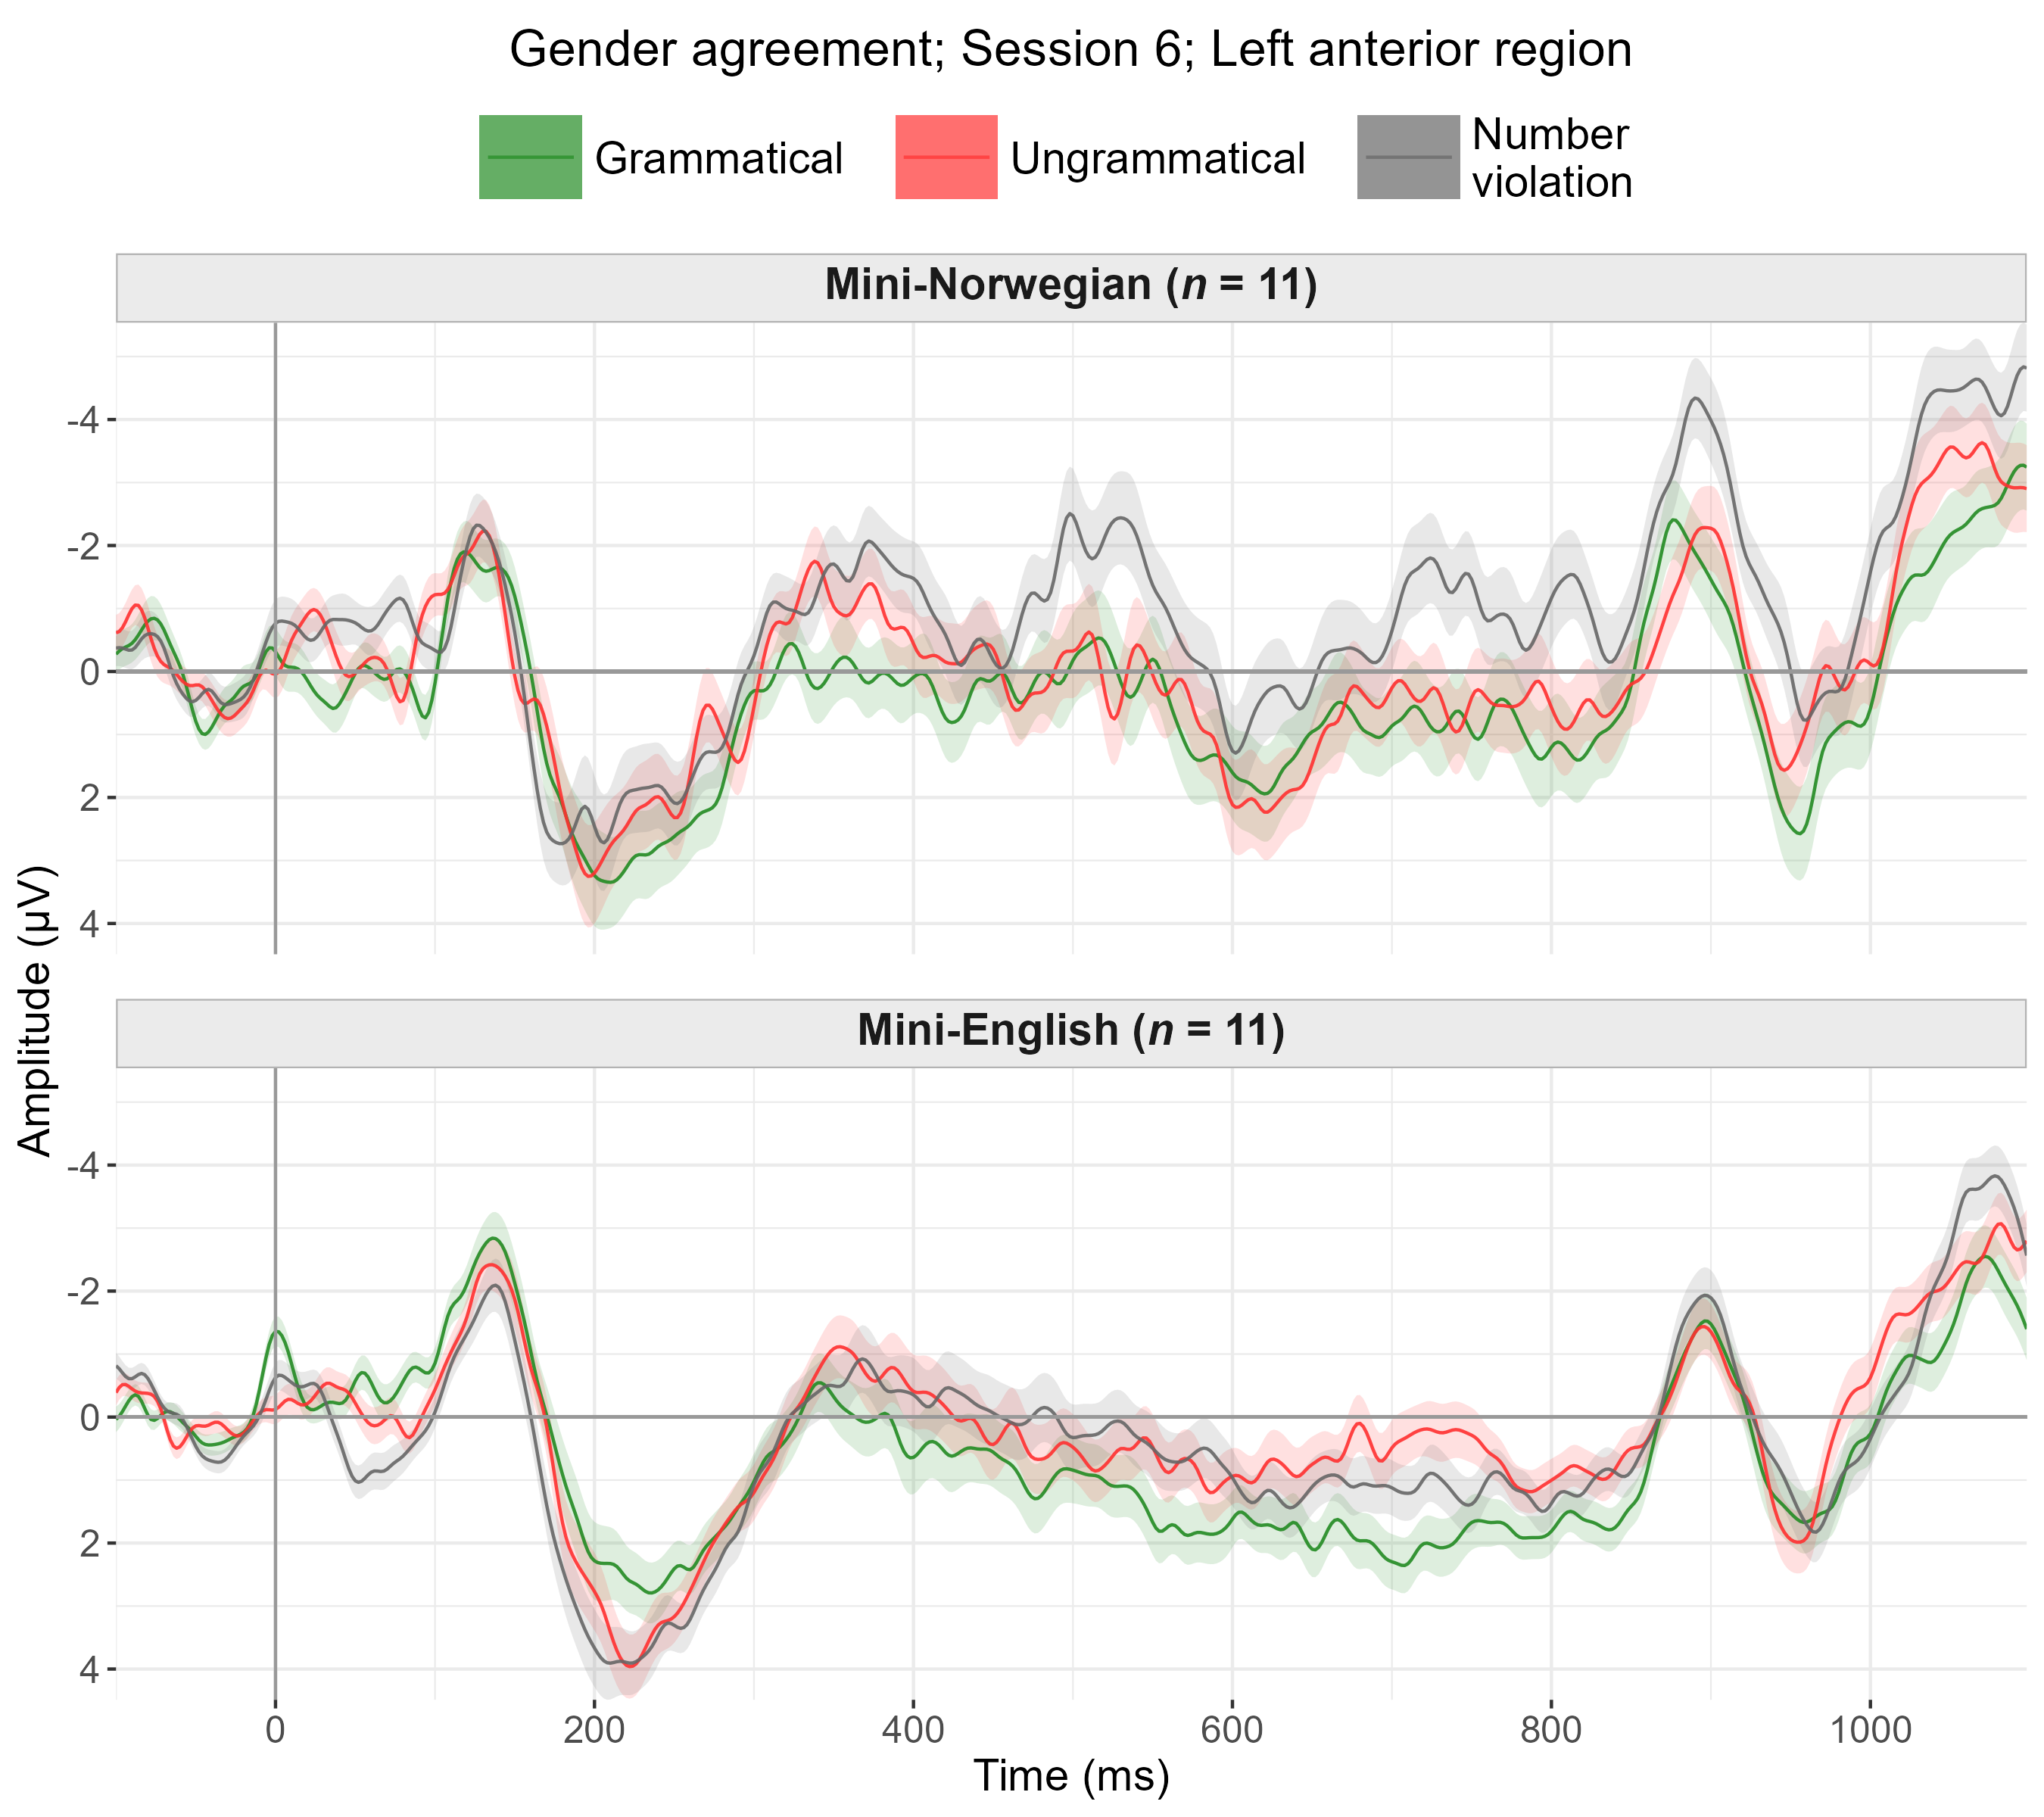 Gender agreement; Session 6; Left anterior region
Grammatical
Ungrammatical
Number
violation
Mini-Norwegian (n = 11)
-4
-2
0
2
4
Mini-English (n = 11)
-4
-2
0
2
4
0
200
400
600
800
1000
Time (ms)
Amplitude (µV)